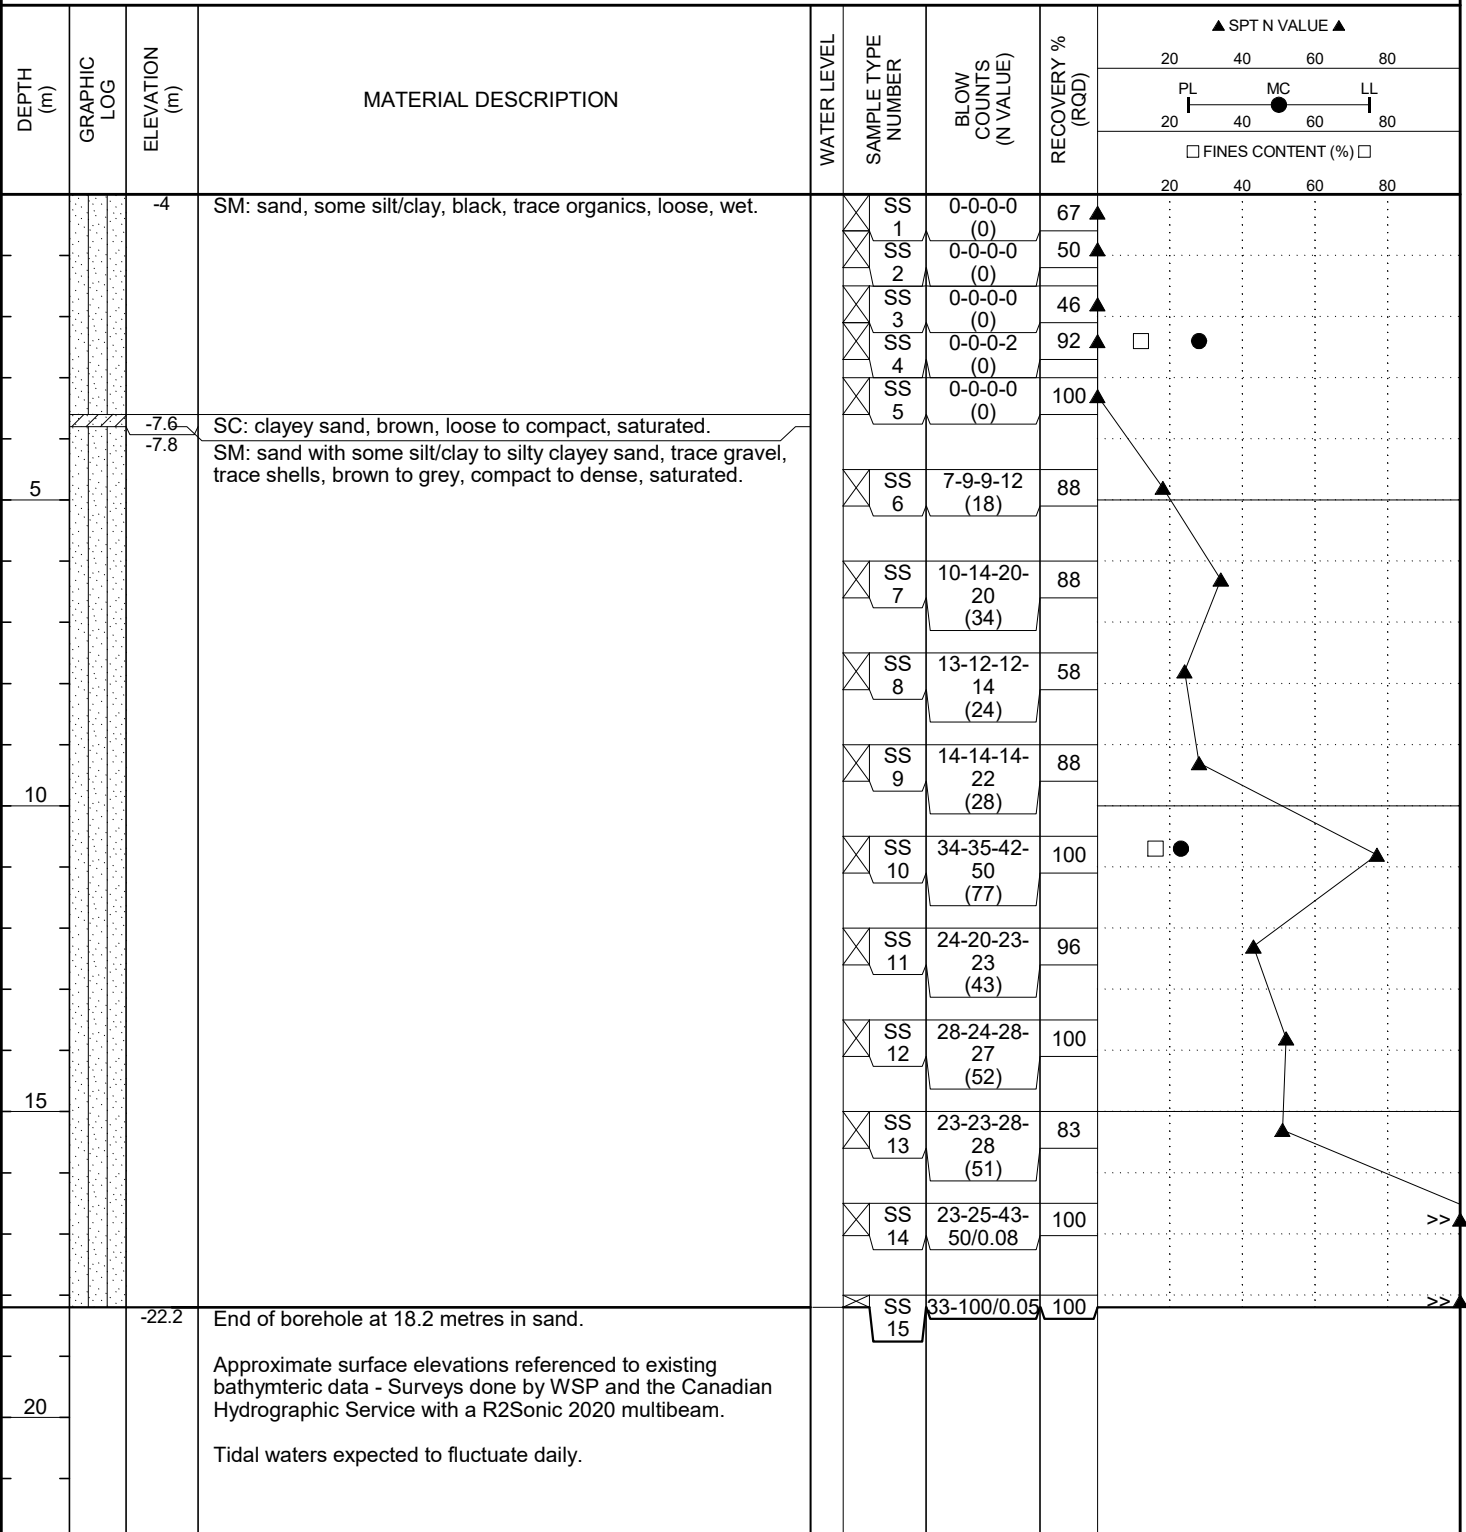 DEPTH
(m)
GRAPHIC
LOG
ELEVATION
(m)
MATERIAL DESCRIPTION
WATER LEVEL
SAMPLE TYPE
NUMBER
BLOW
COUNTS
(N VALUE)
RECOVERY %
(RQD)
▲ SPT N VALUE ▲
20 40 60 80
PL MC LL
20 40 60 80
□ FINES CONTENT (%) □
20 40 60 80
-4 SM: sand, some silt/clay, black, trace organics, loose, wet.
SS 0-0-0-0 67
1 (0)
SS 0-0-0-0 50
2 (0)
SS 0-0-0-0 46
3 (0)
SS 0-0-0-2 92
4 (0)
SS 0-0-0-0 100
5 (0)
-7.6 SC: clayey sand, brown, loose to compact, saturated.
-7.8 SM: sand with some silt/clay to silty clayey sand, trace gravel,
trace shells, brown to grey, compact to dense, saturated.
5
SS 7-9-9-12 88
6 (18)
SS 10-14-20- 88
7 20
(34)
SS 13-12-12- 58
8 14
(24)
SS 14-14-14- 88
9 22
(28)
10
SS 34-35-42- 100
10 50
(77)
SS 24-20-23- 96
11 23
(43)
SS 28-24-28- 100
12 27
(52)
15
SS 23-23-28- 83
13 28
(51)
SS 23-25-43- 100
14 50/0.08
>>
SS 33-100/0.05 100
15
>>
-22.2 End of borehole at 18.2 metres in sand.
Approximate surface elevations referenced to existing
bathymteric data - Surveys done by WSP and the Canadian
Hydrographic Service with a R2Sonic 2020 multibeam.
20
Tidal waters expected to fluctuate daily.